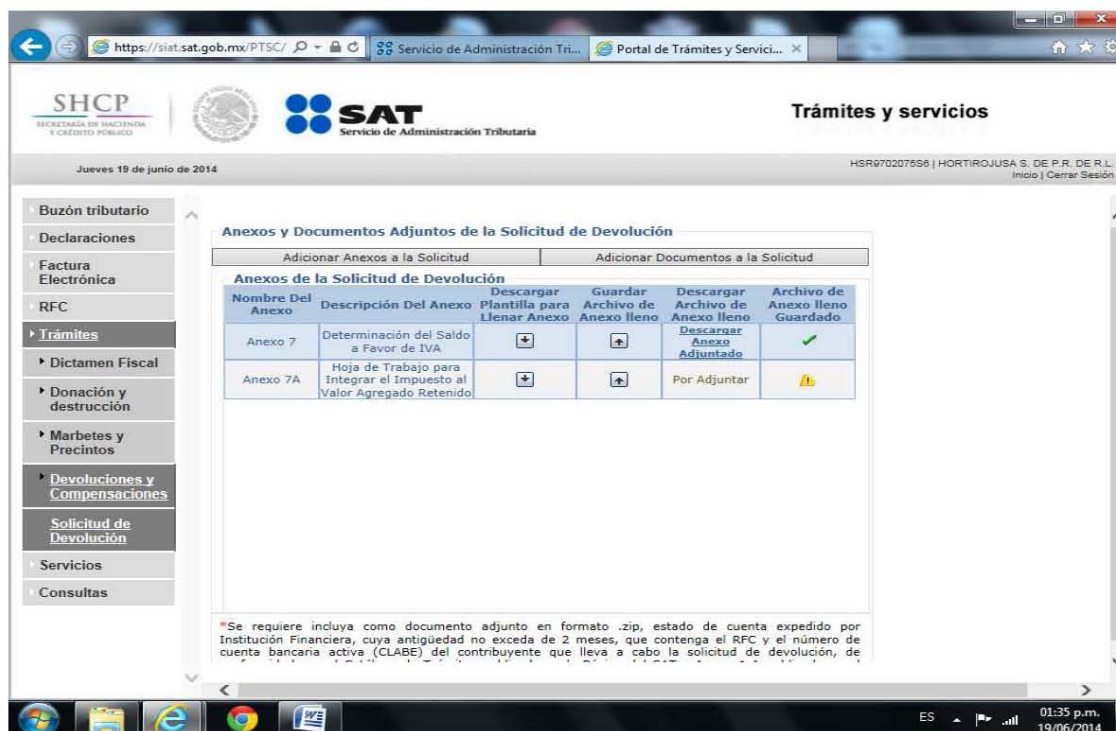 https://siat.sat.gob.mx/PTSC/
Servicio de Administración Tri...
Portal de Trámites y Servici...
SHCP
SECRETARÍA DE HACIENDA
Y CRÉDITO PÚBLICO
SAT
Servicio de Administración Tributaria
Trámites y servicios
Jueves 19 de junio de 2014
HSR9702075S6 | HORTIROJUSA S. DE P.R. DE R.L.
Inicio | Cerrar Sesión
Buzón tributario
Declaraciones
Factura
Electrónica
RFC
Trámites
Dictamen Fiscal
Donación y
destrucción
Marbetes y
Precintos
Devoluciones y
Compensaciones
Solicitud de
Devolución
Servicios
Consultas
Anexos y Documentos Adjuntos de la Solicitud de Devolución
Adicionar Anexos a la Solicitud
Adicionar Documentos a la Solicitud
Anexos de la Solicitud de Devolución
Nombre Del
Anexo
Descripción Del Anexo
Descargar
Plantilla para
Llenar Anexo
Guardar
Archivo de
Anexo lleno
Descargar
Archivo de
Anexo lleno
Archivo de
Anexo lleno
Guardado
Anexo 7
Determinación del Saldo
a Favor de IVA
Descargar
Anexo
Adjuntado
Anexo 7A
Hoja de Trabajo para
Integrar el Impuesto al
Valor Agregado Retenido
Por Adjuntar
*Se requiere incluya como documento adjunto en formato .zip, estado de cuenta expedido por
Institución Financiera, cuya antigüedad no exceda de 2 meses, que contenga el RFC y el número de
cuenta bancaria activa (CLABE) del contribuyente que lleva a cabo la solicitud de devolución, de
ES
01:35 p.m.
19/06/2014